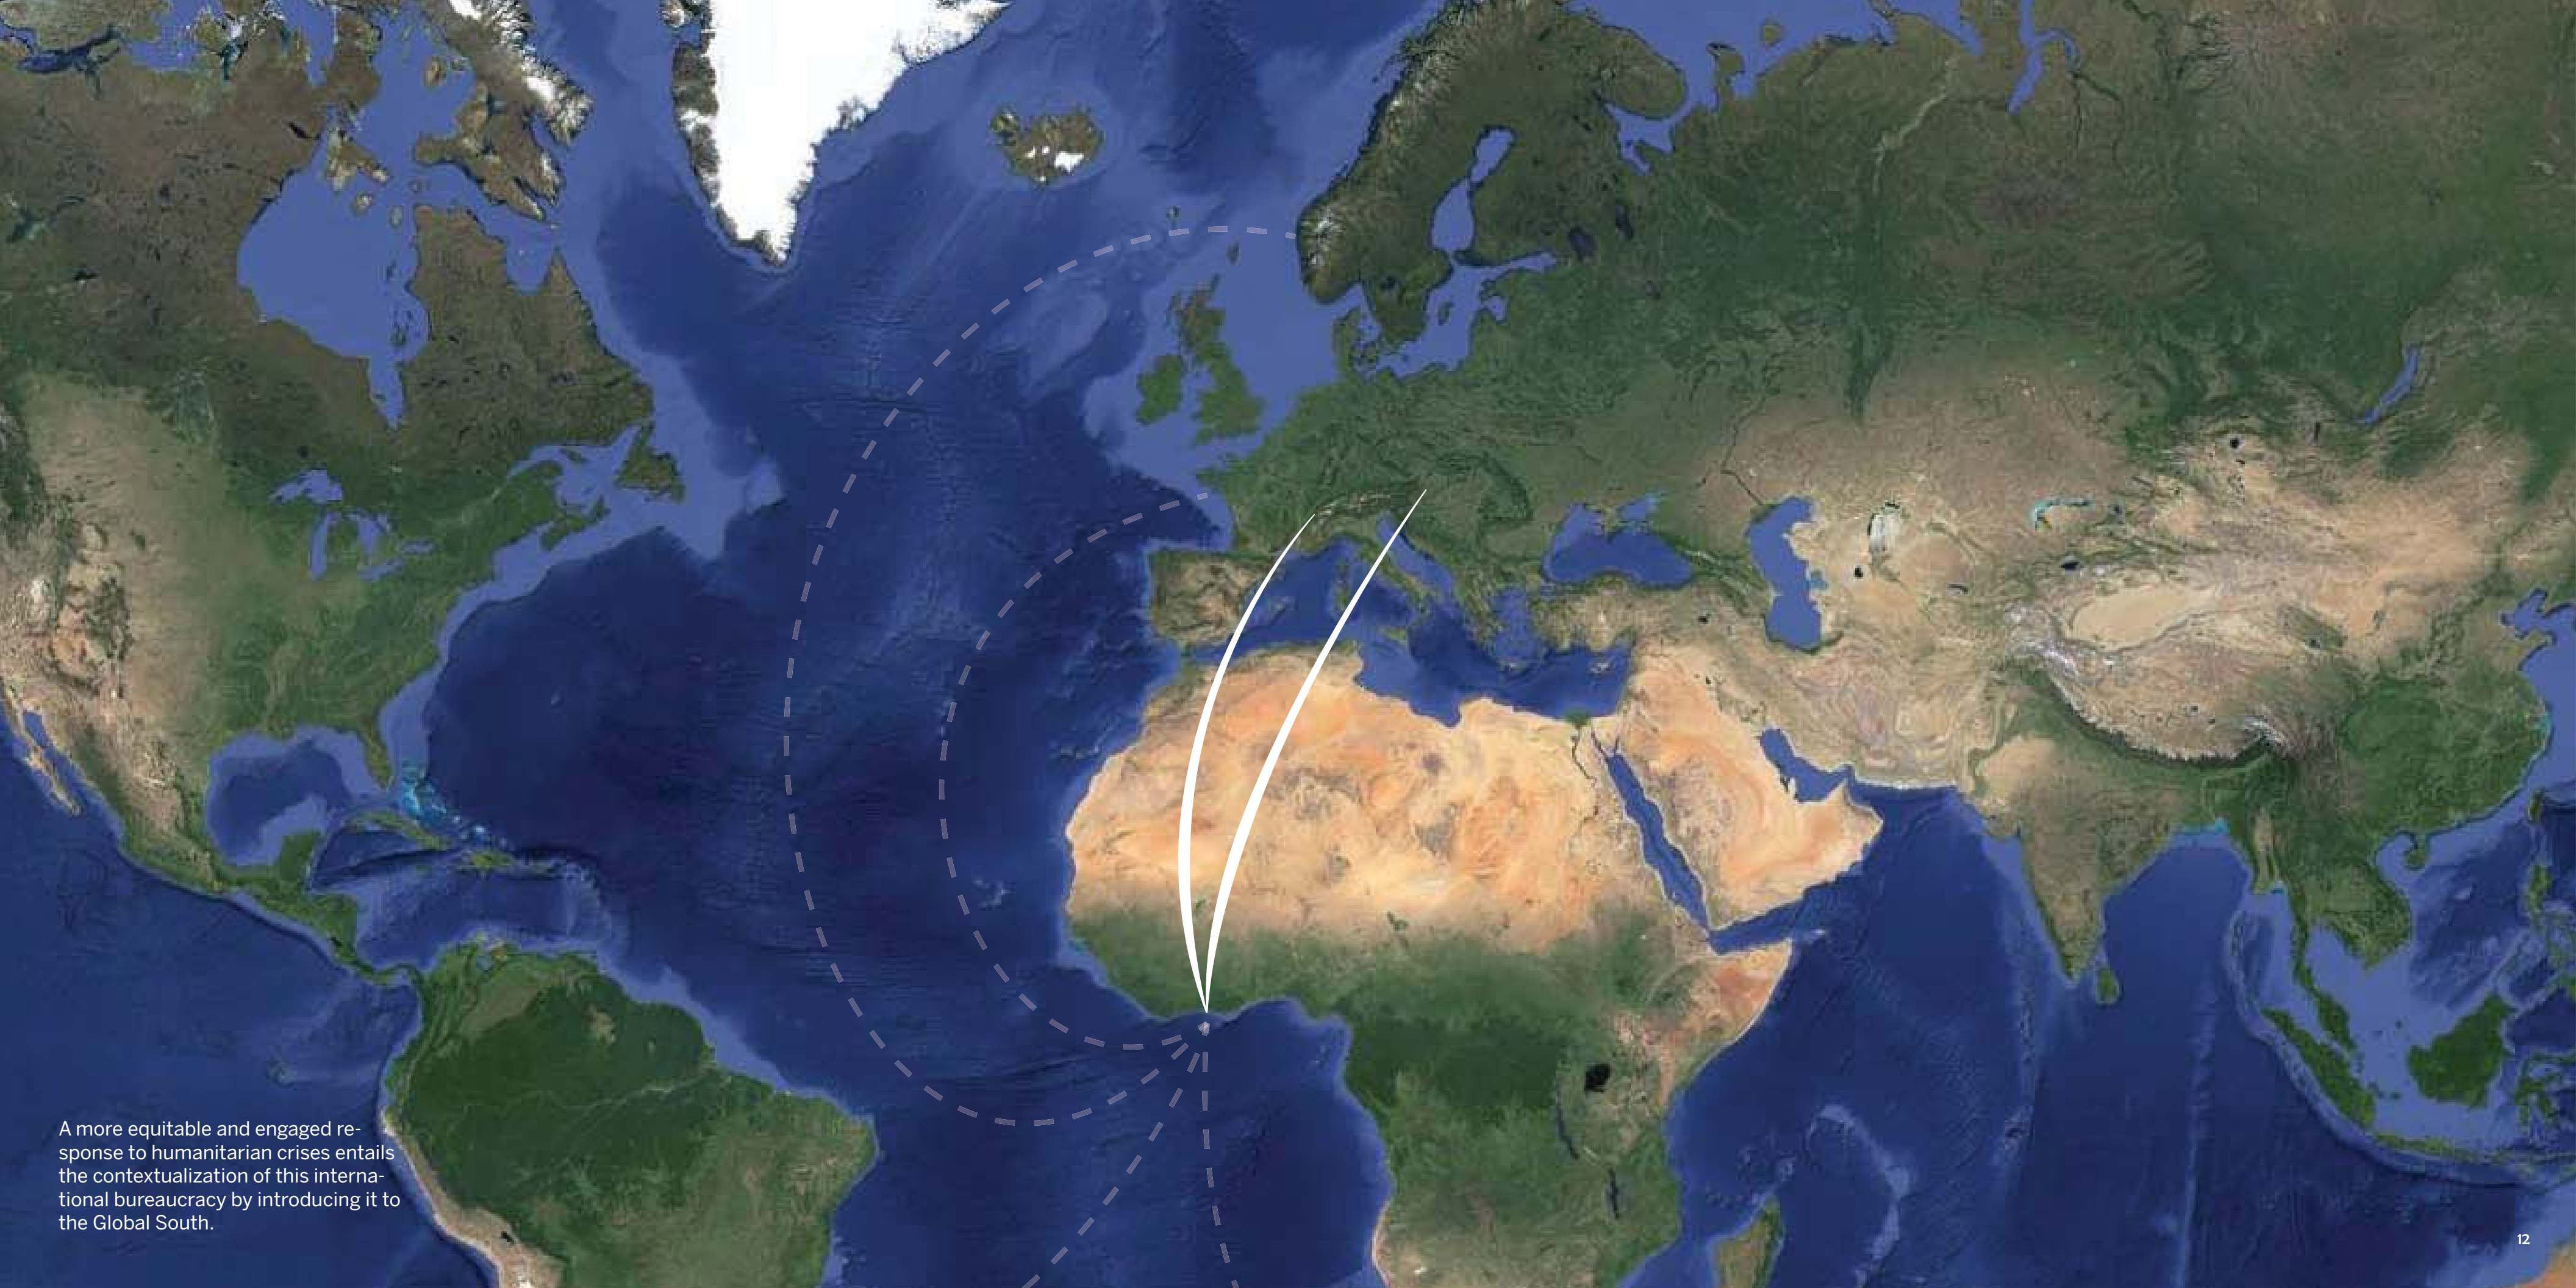 A more equitable and engaged re-
sponse to humanitarian crises entails
the contextualization of this interna-
tional bureaucracy by introducing it to
the Global South.
12